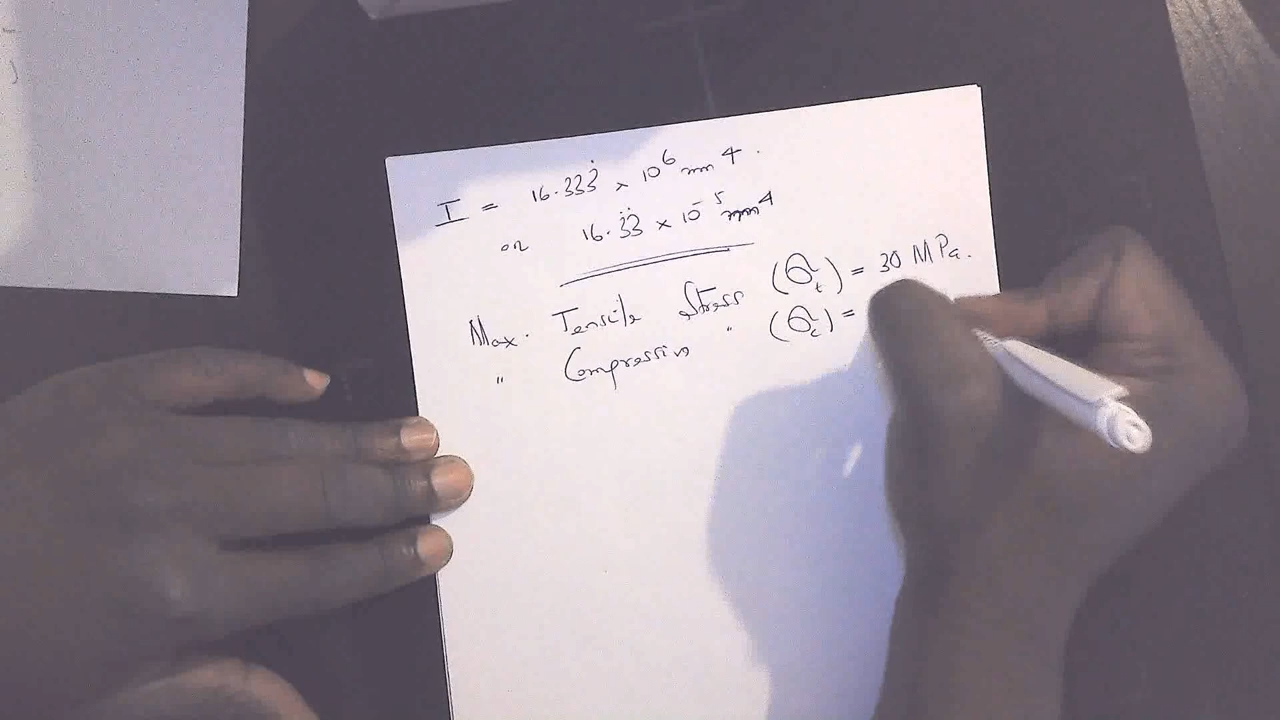 I = 16.333̇ × 10⁶ mm⁴.
or 16.3̇3̇ × 10⁻⁵ mm⁴
Max. Tensile Stress (σt) = 30 MPa.
" Compressive " (σc) =